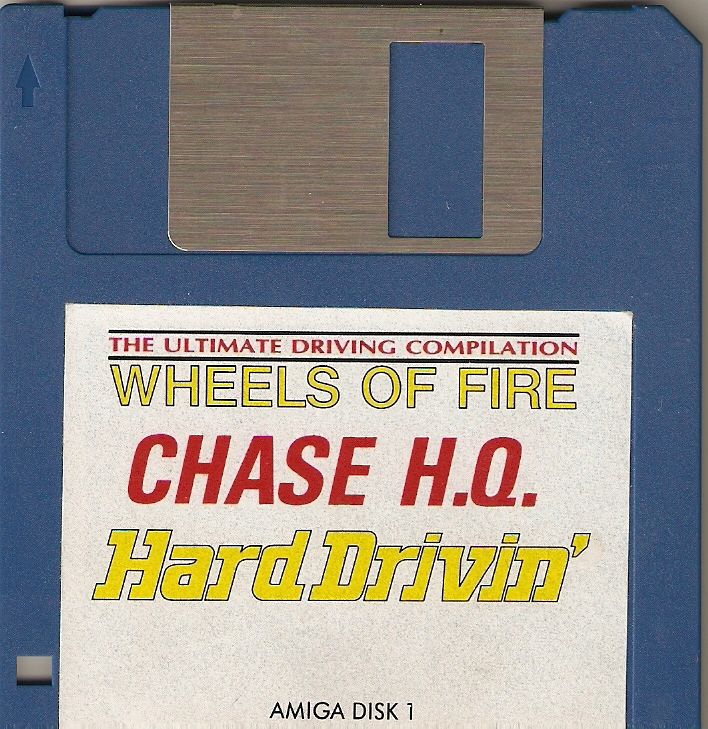 THE ULTIMATE DRIVING COMPILATION
WHEELS OF FIRE
CHASE H.Q.
Hard Drivin'
AMIGA DISK 1